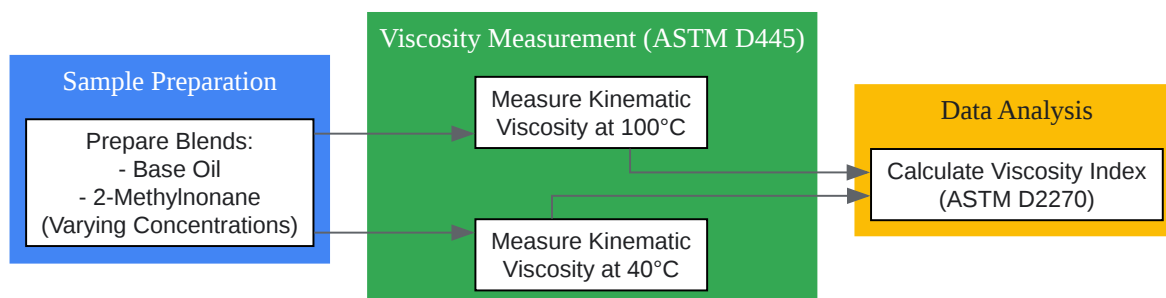 Sample Preparation
Prepare Blends:
- Base Oil
- 2-Methylnonane
(Varying Concentrations)
Viscosity Measurement (ASTM D445)
Measure Kinematic
Viscosity at 100°C
Measure Kinematic
Viscosity at 40°C
Data Analysis
Calculate Viscosity Index
(ASTM D2270)